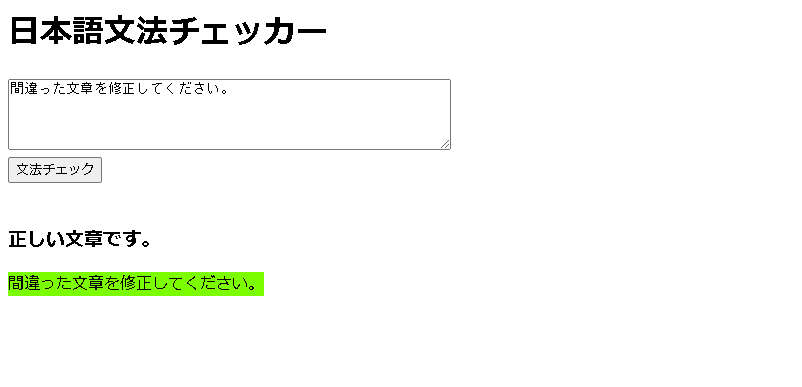 日本語文法チェッカー
間違った文章を修正してください。
文法チェック
正しい文章です。
間違った文章を修正してください。